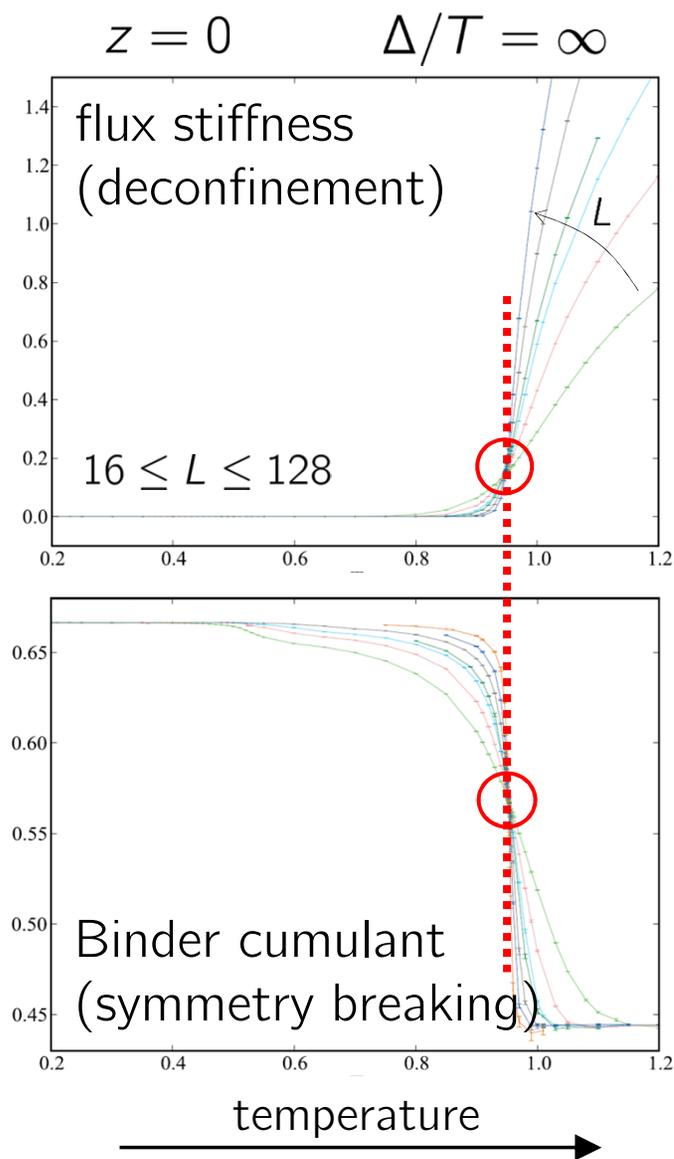 z = 0 Δ/T = ∞
flux stiffness
(deconfinement)
L
16 ≤ L ≤ 128
1.4
1.2
1.0
0.8
0.6
0.4
0.2
0.0
0.2 0.4 0.6 0.8 1.0 1.2
0.65
0.60
0.55
0.50
0.45
Binder cumulant
(symmetry breaking)
0.2 0.4 0.6 0.8 1.0 1.2
temperature